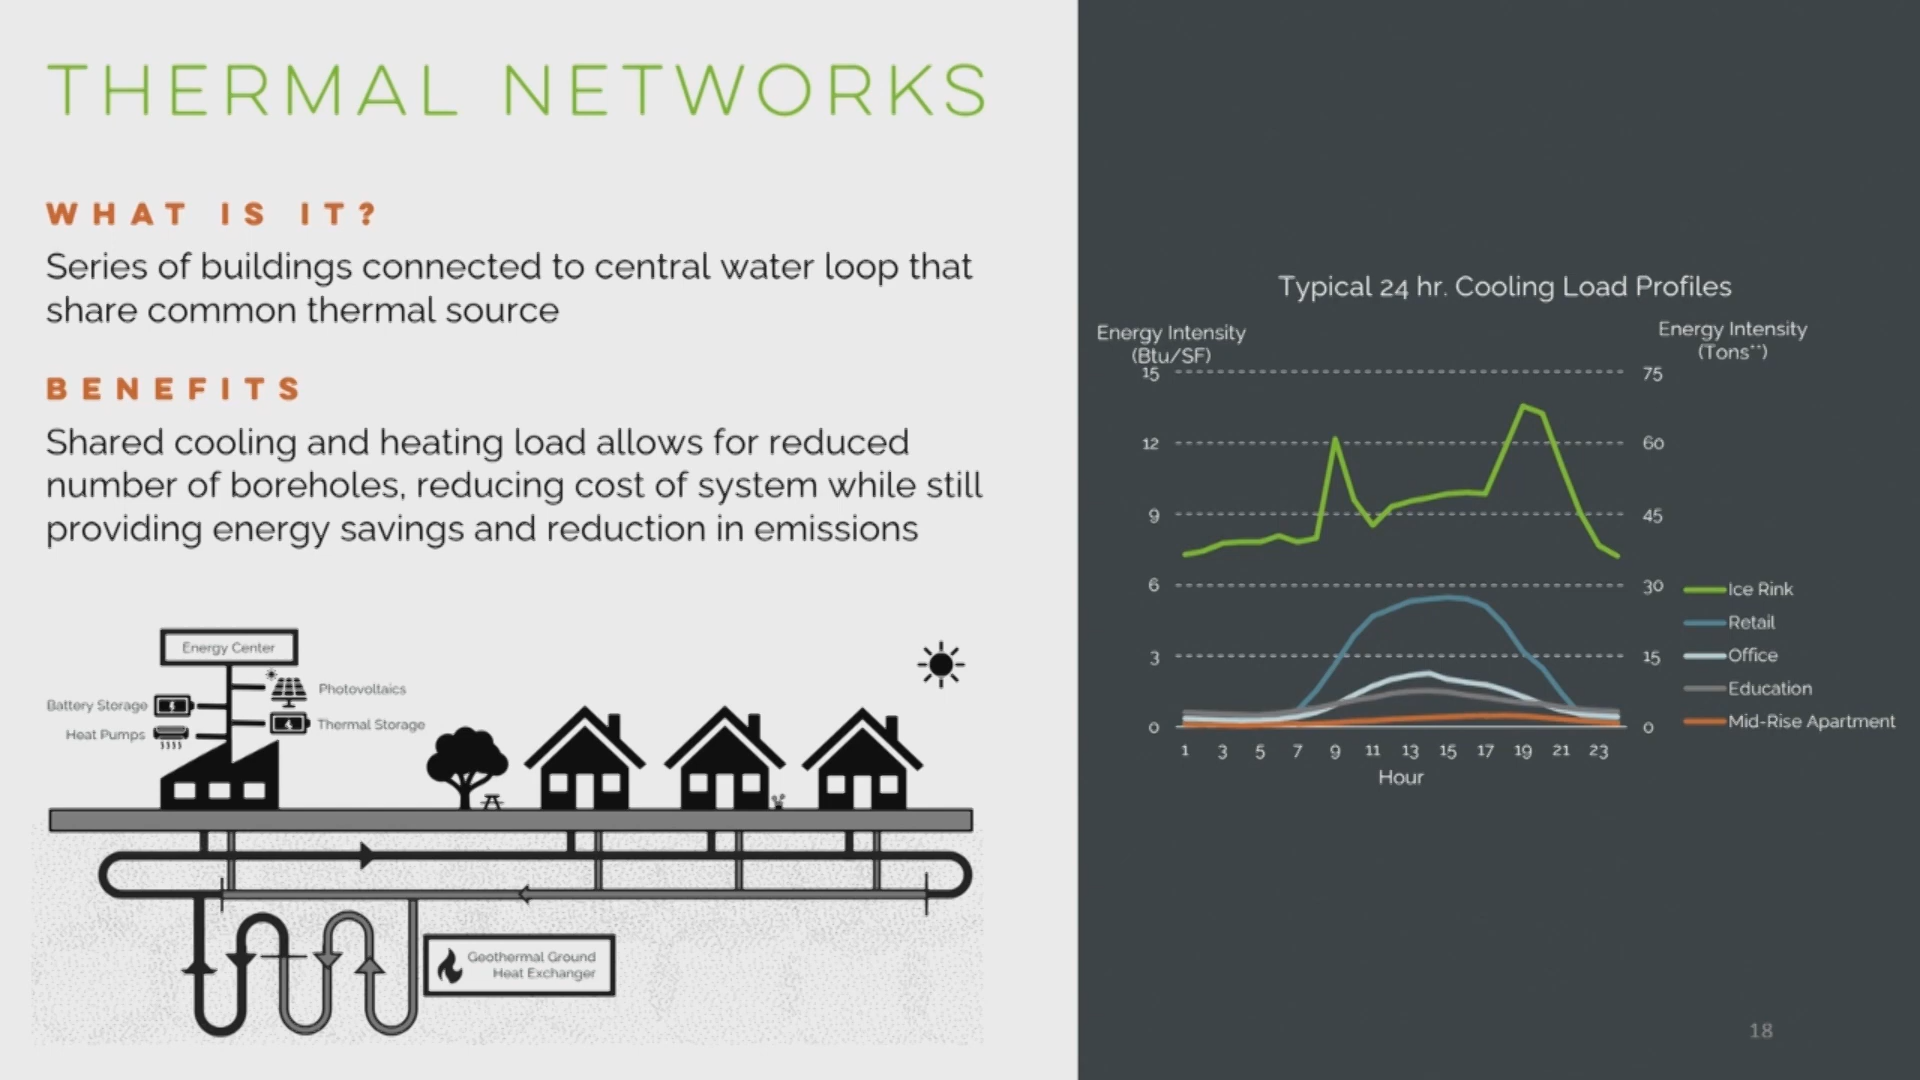 THERMAL NETWORKS
WHAT IS IT?
Series of buildings connected to central water loop that
share common thermal source
BENEFITS
Shared cooling and heating load allows for reduced
number of boreholes, reducing cost of system while still
providing energy savings and reduction in emissions
Energy Center
Battery Storage
Heat Pumps
Photovoltaics
Thermal Storage
Geothermal Ground
Heat Exchanger
Typical 24 hr. Cooling Load Profiles
Energy Intensity
(Btu/SF)
Energy Intensity
(Tons**)
15 75
12 60
9 45
6 30
3 15
0 0
1 3 5 7 9 11 13 15 17 19 21 23
Hour
Ice Rink
Retail
Office
Education
Mid-Rise Apartment
18